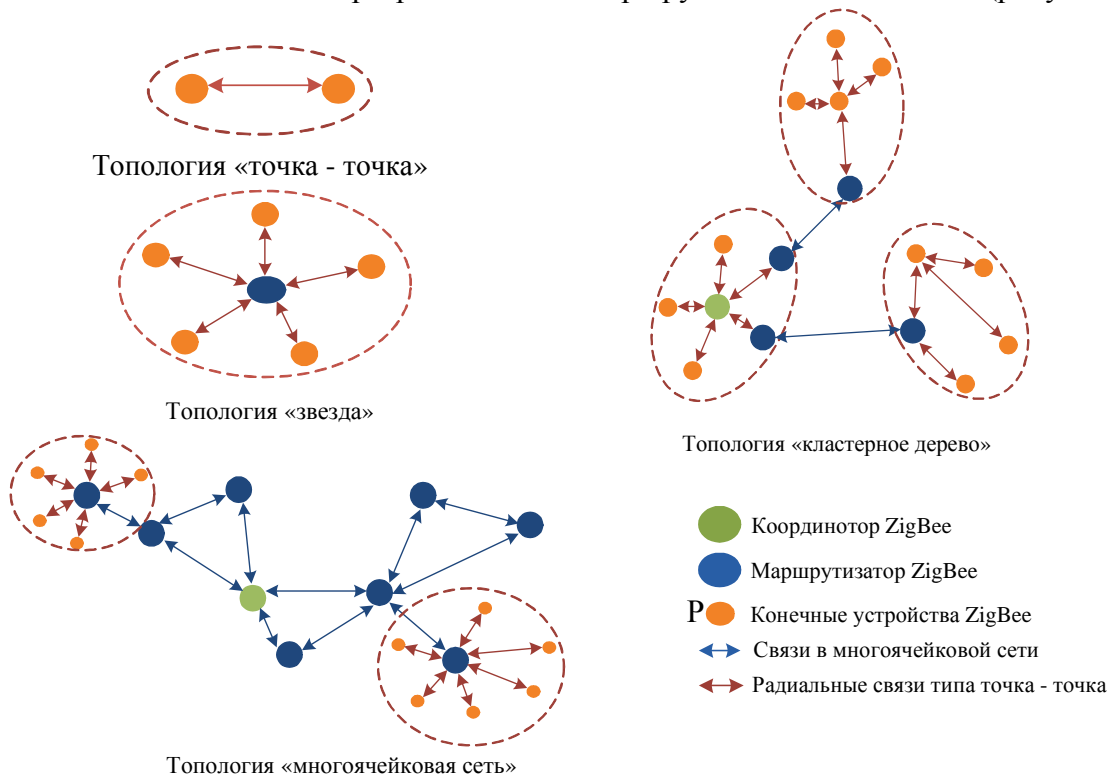 Топология «точка - точка»
Топология «звезда»
Топология «кластерное дерево»
Координотор ZigBee
Маршрутизатор ZigBee
Р
Конечные устройства ZigBee
Связи в многоячейковой сети
Радиальные связи типа точка - точка
Топология «многоячейковая сеть»